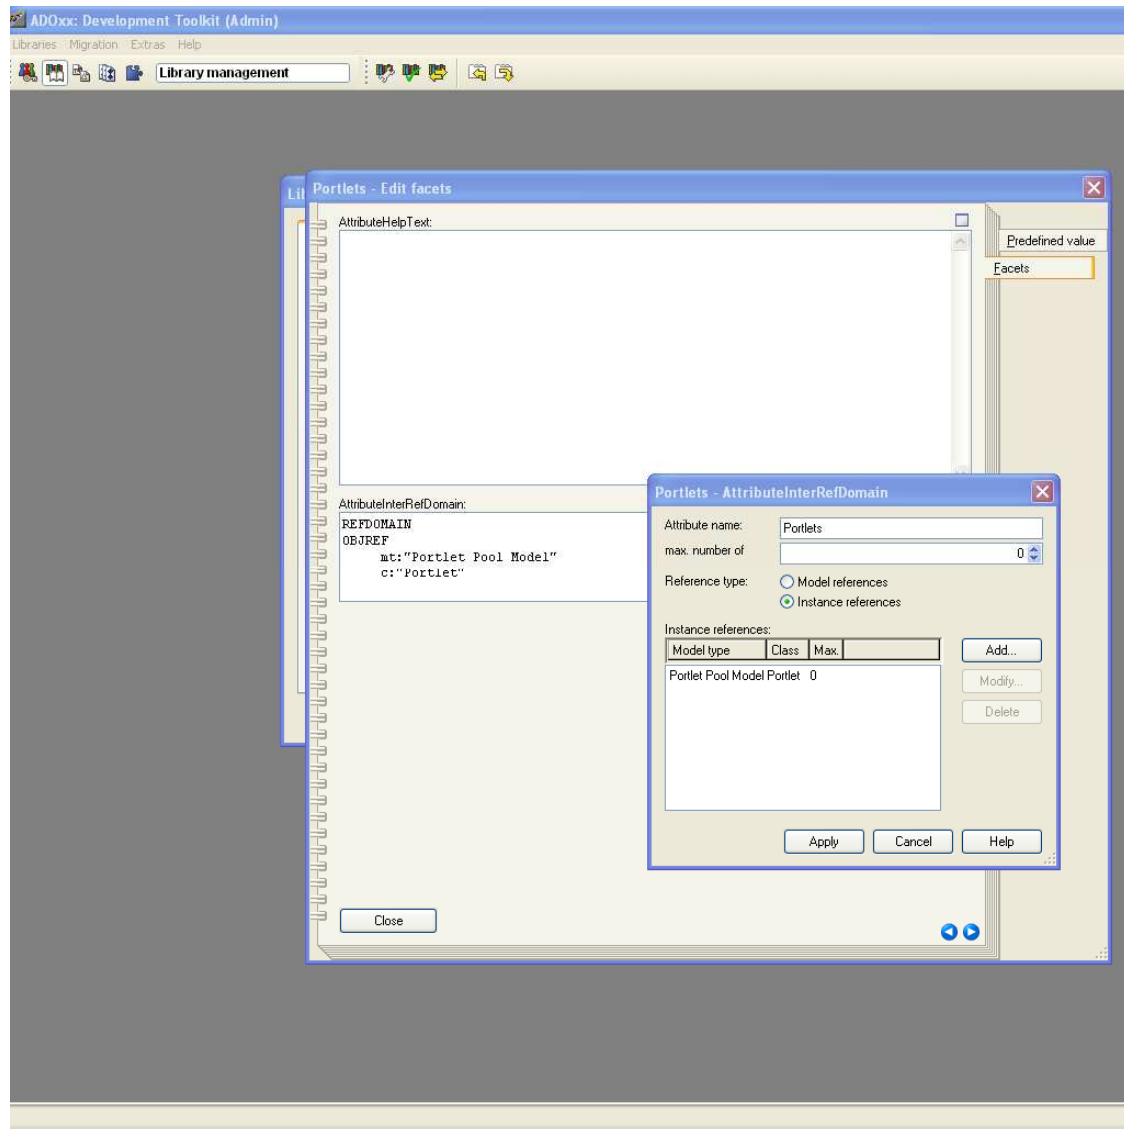 ADOxx: Development Toolkit (Admin)
Libraries Migration Extras Help
Library management
Lib
Portlets - Edit facets
AttributeHelpText:
Predefined value
Facets
AttributeInterRefDomain:
REFDOMAIN
OBJREF
mt:"Portlet Pool Model"
c:"Portlet"
Portlets - AttributeInterRefDomain
Attribute name: Portlets
max. number of 0
Reference type: Model references
Instance references
Instance references:
Model type Class Max.
Portlet Pool Model Portlet 0
Add...
Modify...
Delete
Apply Cancel Help
Close